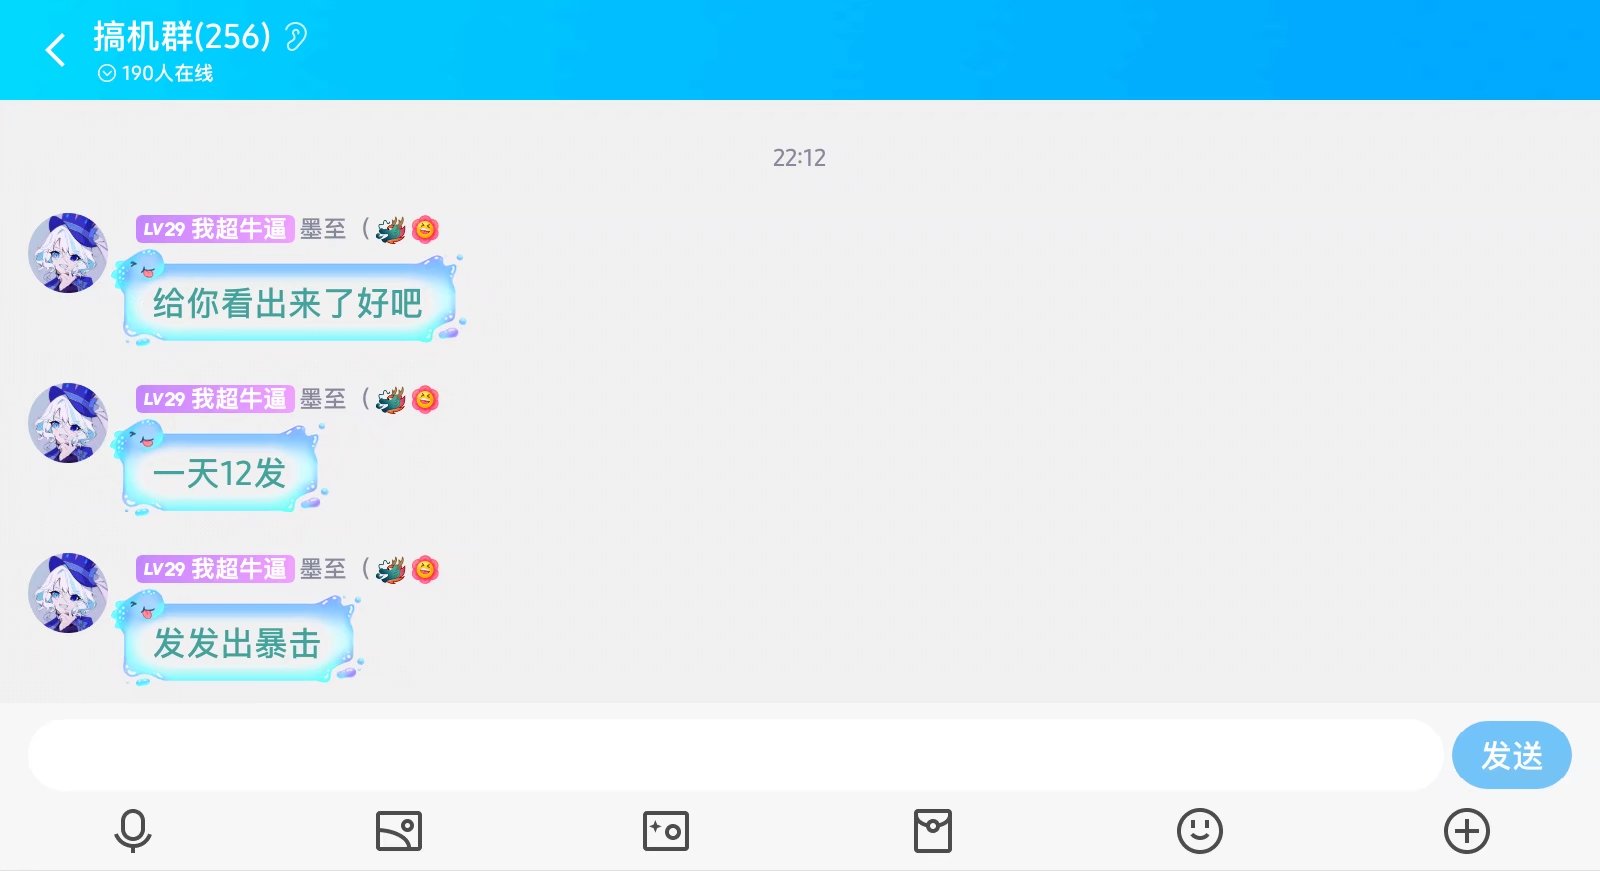 搞机群(256)
190人在线
22:12
LV29 我超牛逼 墨至（
给你看出来了好吧
LV29 我超牛逼 墨至（
一天12发
LV29 我超牛逼 墨至（
发发出暴击
发送